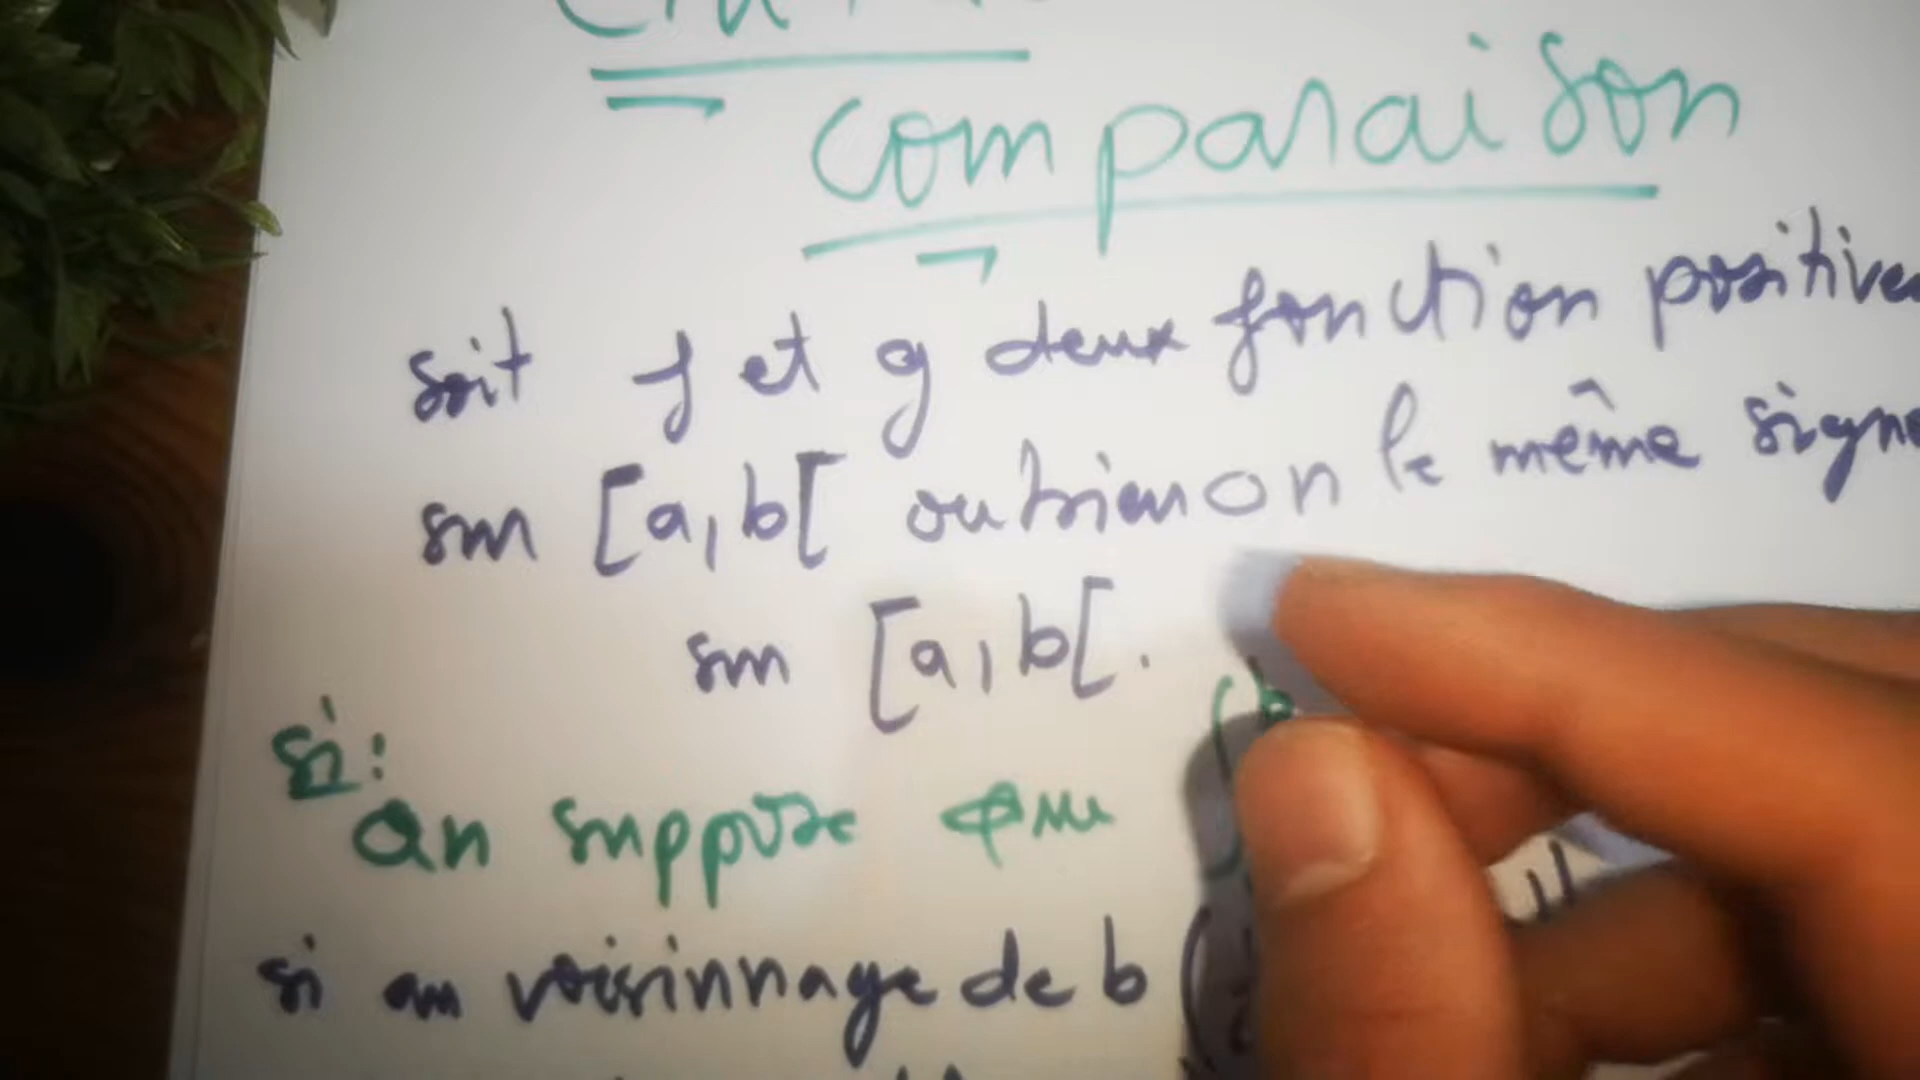 comparaison
soit f et g deux fonction positives
sur [a, b[ ou bien on le même signe
sur [a, b[.
si:
on suppose que
si au voisinnage de b